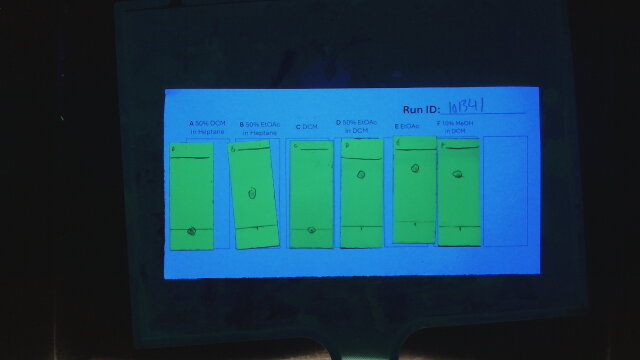 Run ID:
A 50% DCM in Heptane
B 50% EtOAc in Heptane
C DCM
D 50% EtOAc in DCM
E EtOAc
F 10% MeOH in DCM